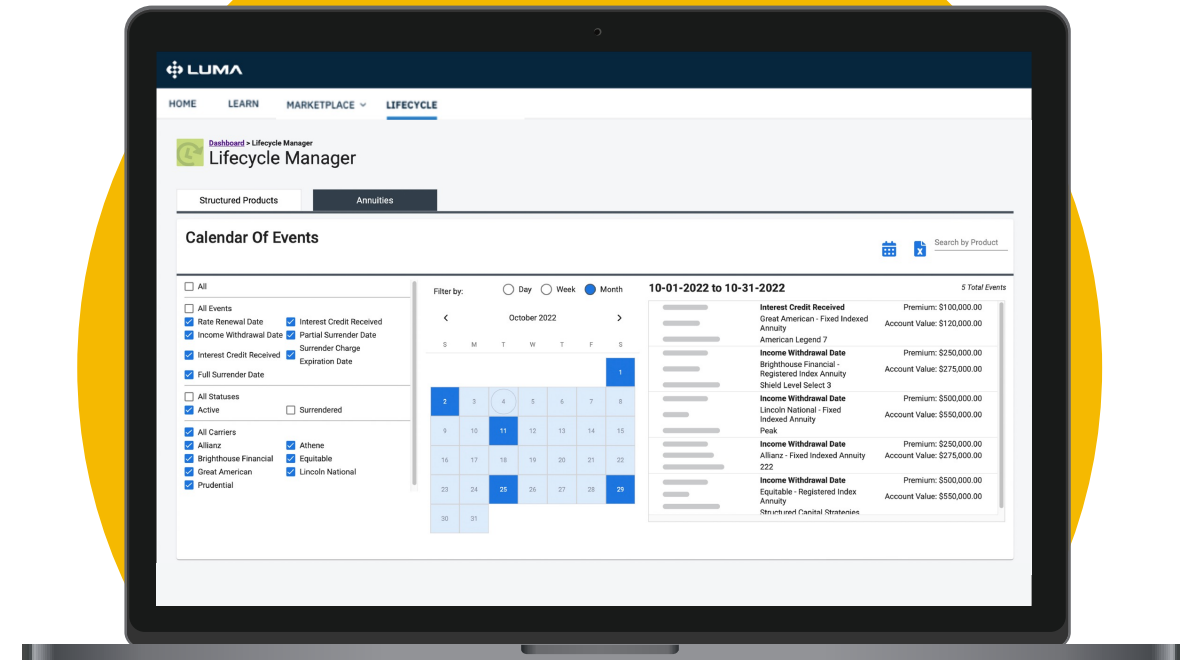 LUMA
HOME LEARN MARKETPLACE LIFECYCLE
Dashboard > Lifecycle Manager
Lifecycle Manager
Structured Products Annuities
Calendar Of Events
Search by Product
All
All Events
Rate Renewal Date Interest Credit Received
Income Withdrawal Date Partial Surrender Date
Interest Credit Received Surrender Charge
Expiration Date
Full Surrender Date
All Statuses
Active Surrendered
All Carriers
Allianz Athene
Brighthouse Financial Equitable
Great American Lincoln National
Prudential
Filter by: Day Week Month
October 2022
S M T W T F S
1
2 3 4 5 6 7 8
9 10 11 12 13 14 15
16 17 18 19 20 21 22
23 24 25 26 27 28 29
30 31
10-01-2022 to 10-31-2022 5 Total Events
Interest Credit Received Premium: $100,000.00
Great American - Fixed Indexed Account Value: $120,000.00
Annuity
American Legend 7
Income Withdrawal Date Premium: $250,000.00
Brighthouse Financial - Account Value: $275,000.00
Registered Index Annuity
Shield Level Select 3
Income Withdrawal Date Premium: $500,000.00
Lincoln National - Fixed Account Value: $550,000.00
Indexed Annuity
Peak
Income Withdrawal Date Premium: $250,000.00
Allianz - Fixed Indexed Annuity Account Value: $275,000.00
222
Income Withdrawal Date Premium: $500,000.00
Equitable - Registered Index Account Value: $550,000.00
Annuity
Structured Capital Strategies